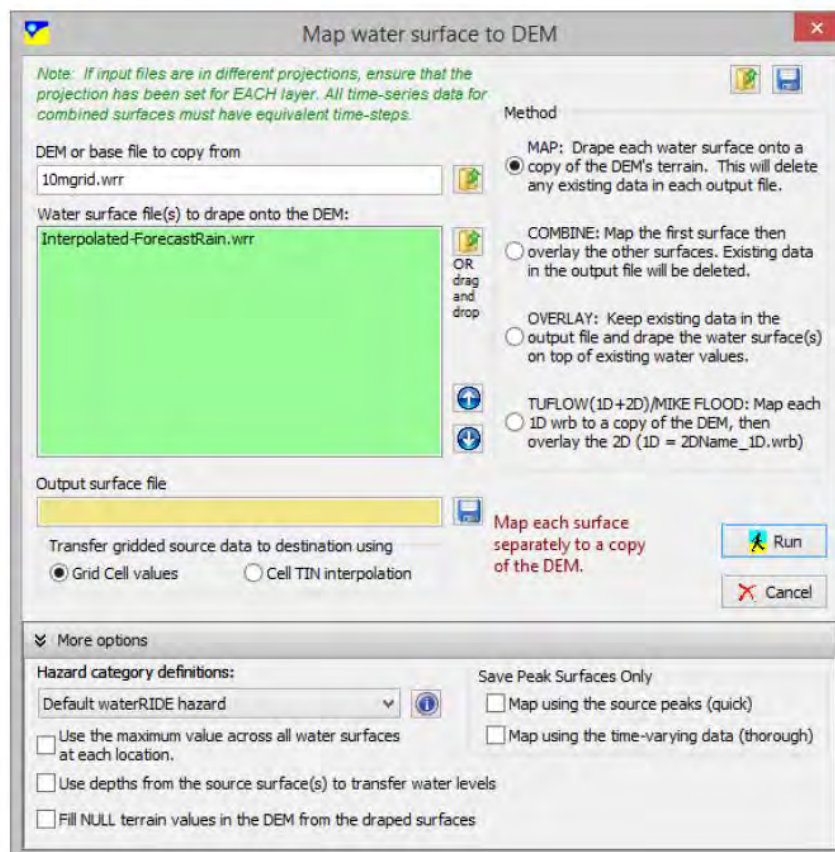 Map water surface to DEM
Note: If input files are in different projections, ensure that the
projection has been set for EACH layer. All time-series data for
combined surfaces must have equivalent time-steps.
DEM or base file to copy from
10mgrid.wrr
Water surface file(s) to drape onto the DEM:
Interpolated-ForecastRain.wrr
OR
drag
and
drop
Output surface file
Transfer gridded source data to destination using
Grid Cell values
Cell TIN interpolation
Method
MAP: Drape each water surface onto a
copy of the DEM's terrain. This will delete
any existing data in each output file.
COMBINE: Map the first surface then
overlay the other surfaces. Existing data
in the output file will be deleted.
OVERLAY: Keep existing data in the
output file and drape the water surface(s)
on top of existing water values.
TUFLOW(1D+2D)/MIKE FLOOD: Map each
1D wrb to a copy of the DEM, then
overlay the 2D (1D = 2DName_1D.wrb)
Map each surface
separately to a copy
of the DEM.
Run
Cancel
More options
Hazard category definitions:
Default waterRIDE hazard
Use the maximum value across all water surfaces
at each location.
Use depths from the source surface(s) to transfer water levels
Fill NULL terrain values in the DEM from the draped surfaces
Save Peak Surfaces Only
Map using the source peaks (quick)
Map using the time-varying data (thorough)